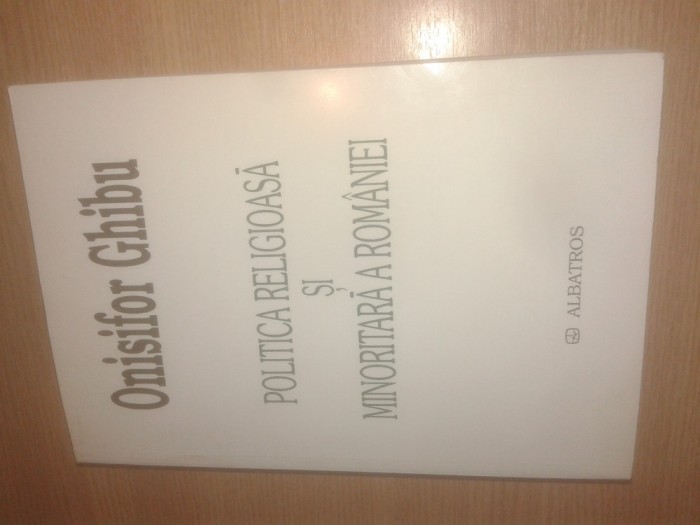 Onisifor Ghibu
POLITICA RELIGIOASĂ
ȘI
MINORITARĂ A ROMÂNIEI
ALBATROS